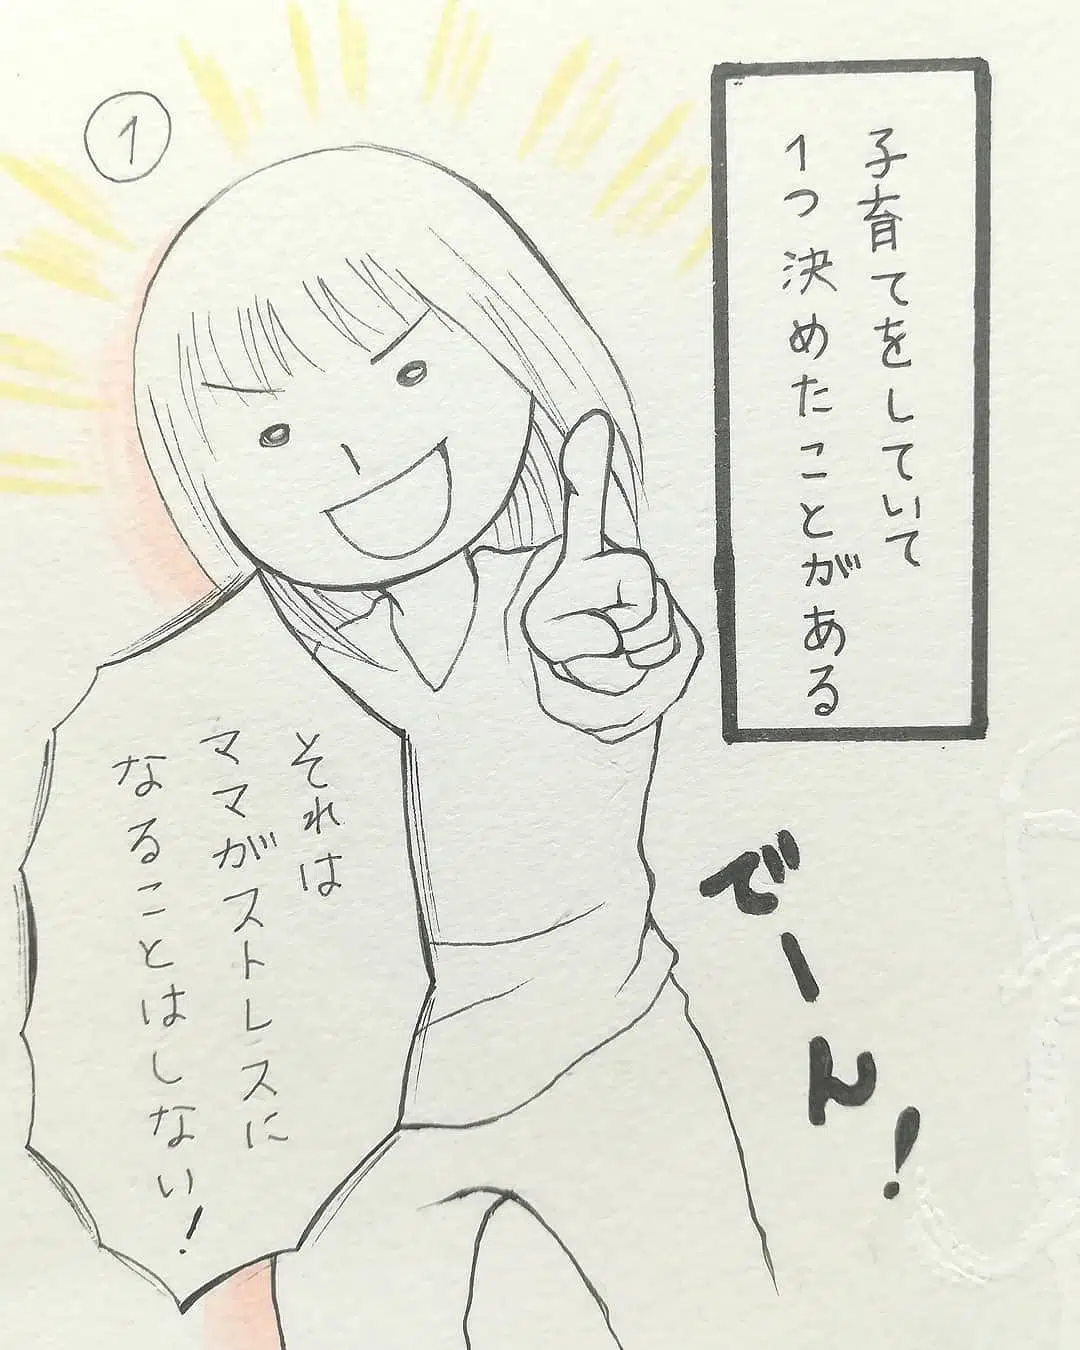 1
子育てをしていて
1つ決めたことがある
それは
ママがストレスに
なることはしない!
でーん!